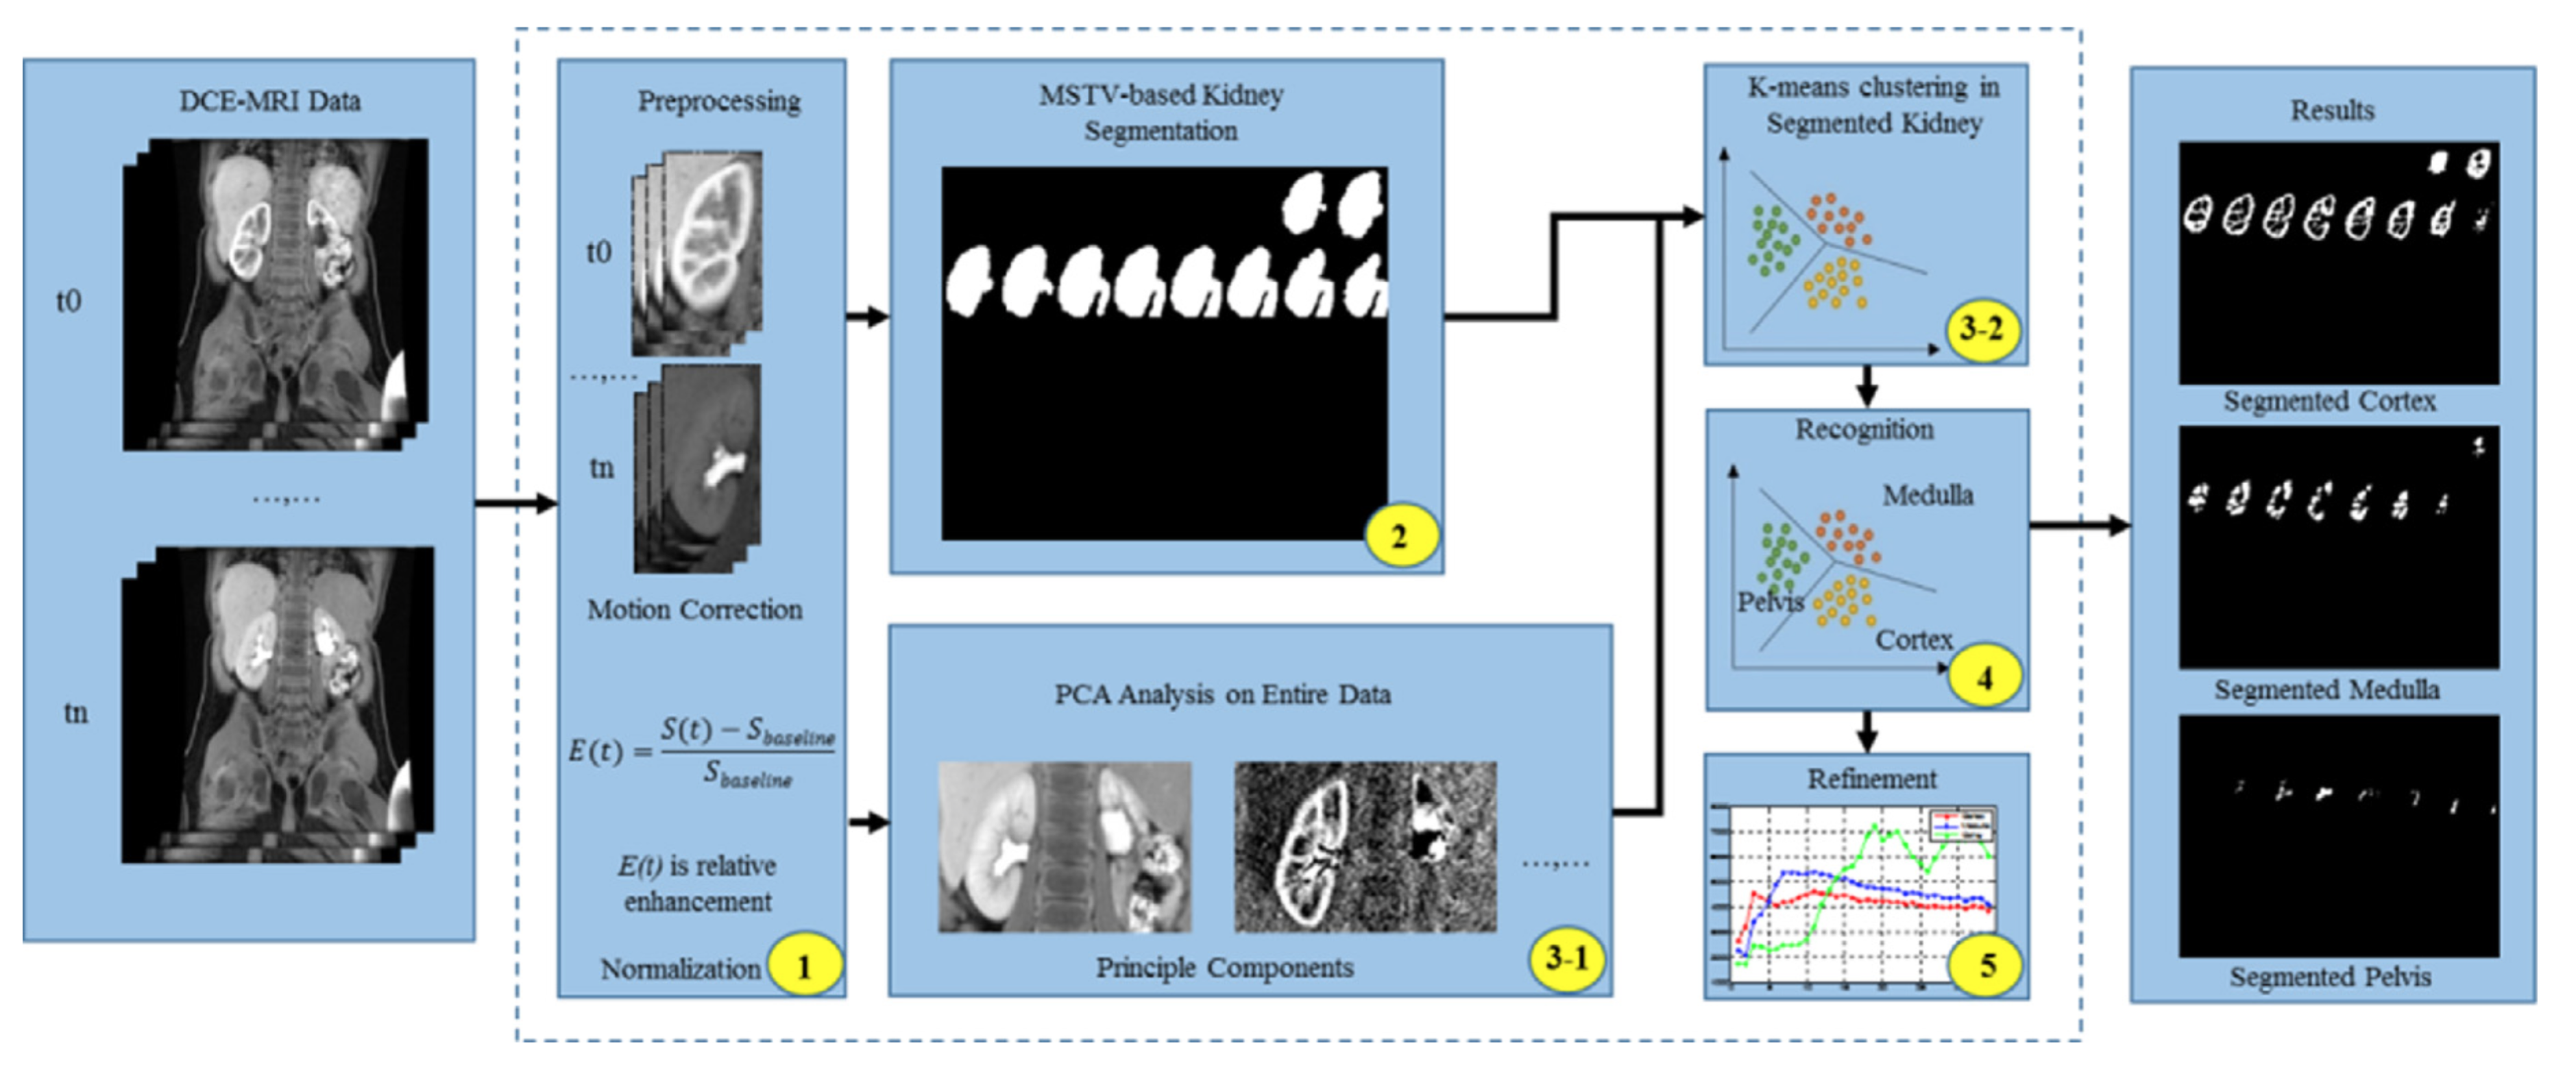 DCE-MRI Data
t0
...,...
tn
Preprocessing
t0
...,...
tn
Motion Correction
E(t) = S(t) − Sbaseline / Sbaseline
E(t) is relative
enhancement
Normalization
1
MSTV-based Kidney
Segmentation
2
PCA Analysis on Entire Data
...,...
Principle Components
3-1
K-means clustering in
Segmented Kidney
3-2
Recognition
Medulla
Pelvis
Cortex
4
Refinement
5
Results
Segmented Cortex
Segmented Medulla
Segmented Pelvis